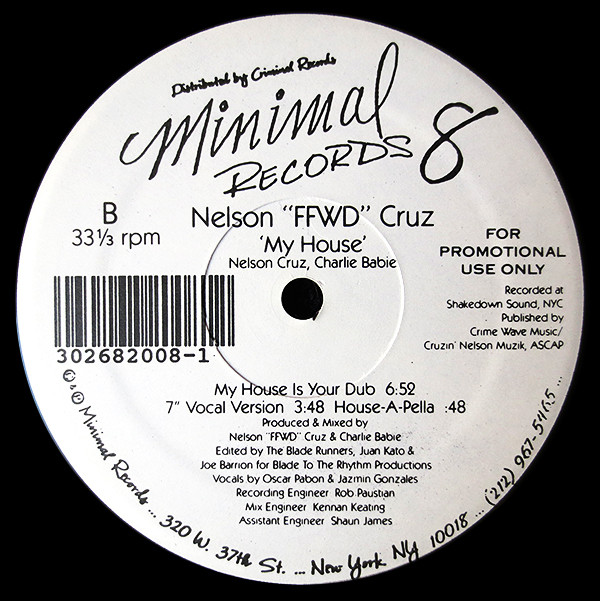 Distributed by Criminal Records
Minimal
RECORDS 8
B
33 1/3 rpm
Nelson "FFWD" Cruz
'My House'
Nelson Cruz, Charlie Babie
FOR
PROMOTIONAL
USE ONLY
Recorded at
Shakedown Sound, NYC
Published by
Crime Wave Music/
Cruzin' Nelson Muzik, ASCAP
302682008-1
My House Is Your Dub 6:52
7" Vocal Version 3:48 House-A-Pella :48
Produced & Mixed by
Nelson "FFWD" Cruz & Charlie Babie
Edited by The Blade Runners, Juan Kato &
Joe Barrion for Blade To The Rhythm Productions
Vocals by Oscar Pabon & Jazmin Gonzales
Recording Engineer Rob Paustian
Mix Engineer Kennan Keating
Assistant Engineer Shaun James
© & ℗ Minimal Records ... 320 W. 37th St. ... New York, NY 10018 ... (212) 967-5465 ...